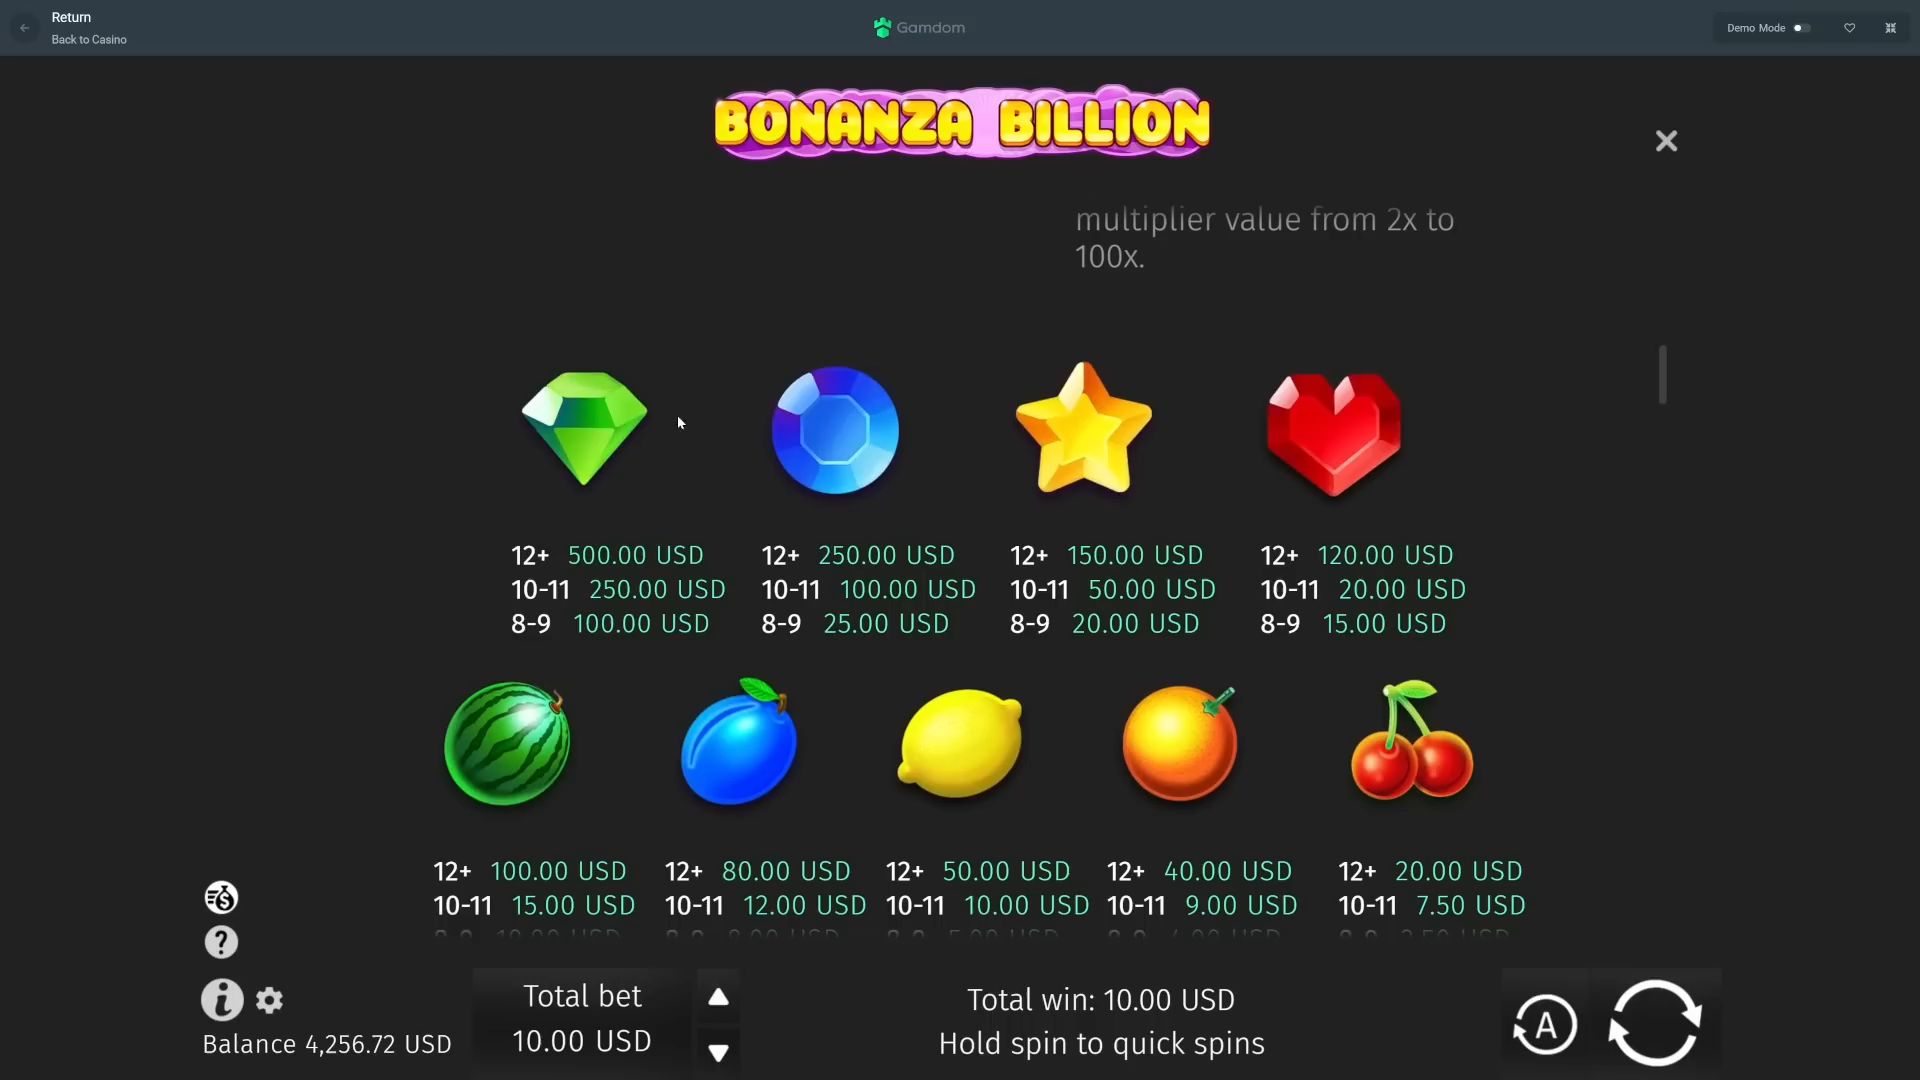 Return
Back to Casino
Gamdom
Demo Mode
BONANZA BILLION
multiplier value from 2x to
100x.
12+ 500.00 USD
10-11 250.00 USD
8-9 100.00 USD
12+ 250.00 USD
10-11 100.00 USD
8-9 25.00 USD
12+ 150.00 USD
10-11 50.00 USD
8-9 20.00 USD
12+ 120.00 USD
10-11 20.00 USD
8-9 15.00 USD
12+ 100.00 USD
10-11 15.00 USD
12+ 80.00 USD
10-11 12.00 USD
12+ 50.00 USD
10-11 10.00 USD
12+ 40.00 USD
10-11 9.00 USD
12+ 20.00 USD
10-11 7.50 USD
Total bet
10.00 USD
Total win: 10.00 USD
Hold spin to quick spins
Balance 4,256.72 USD
A